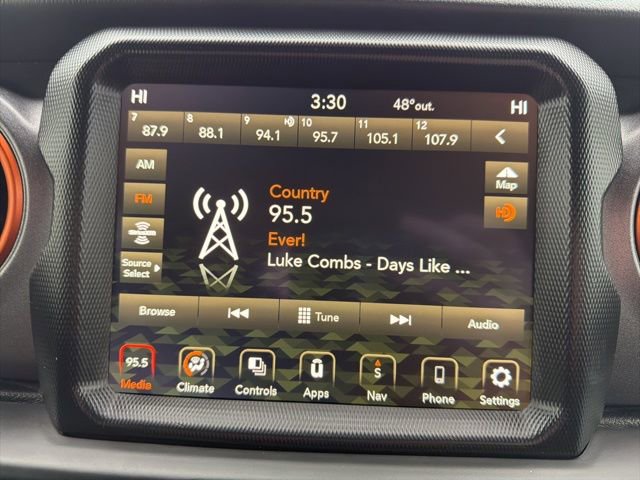 HI 3:30 48°out. HI
7 87.9 8 88.1 9 94.1 HD 10 95.7 11 105.1 12 107.9
AM
Map
FM
HD
Country
95.5
Ever!
Luke Combs - Days Like ...
Source
Select
Browse Tune Audio
95.5 S
Media Climate Controls Apps Nav Phone Settings